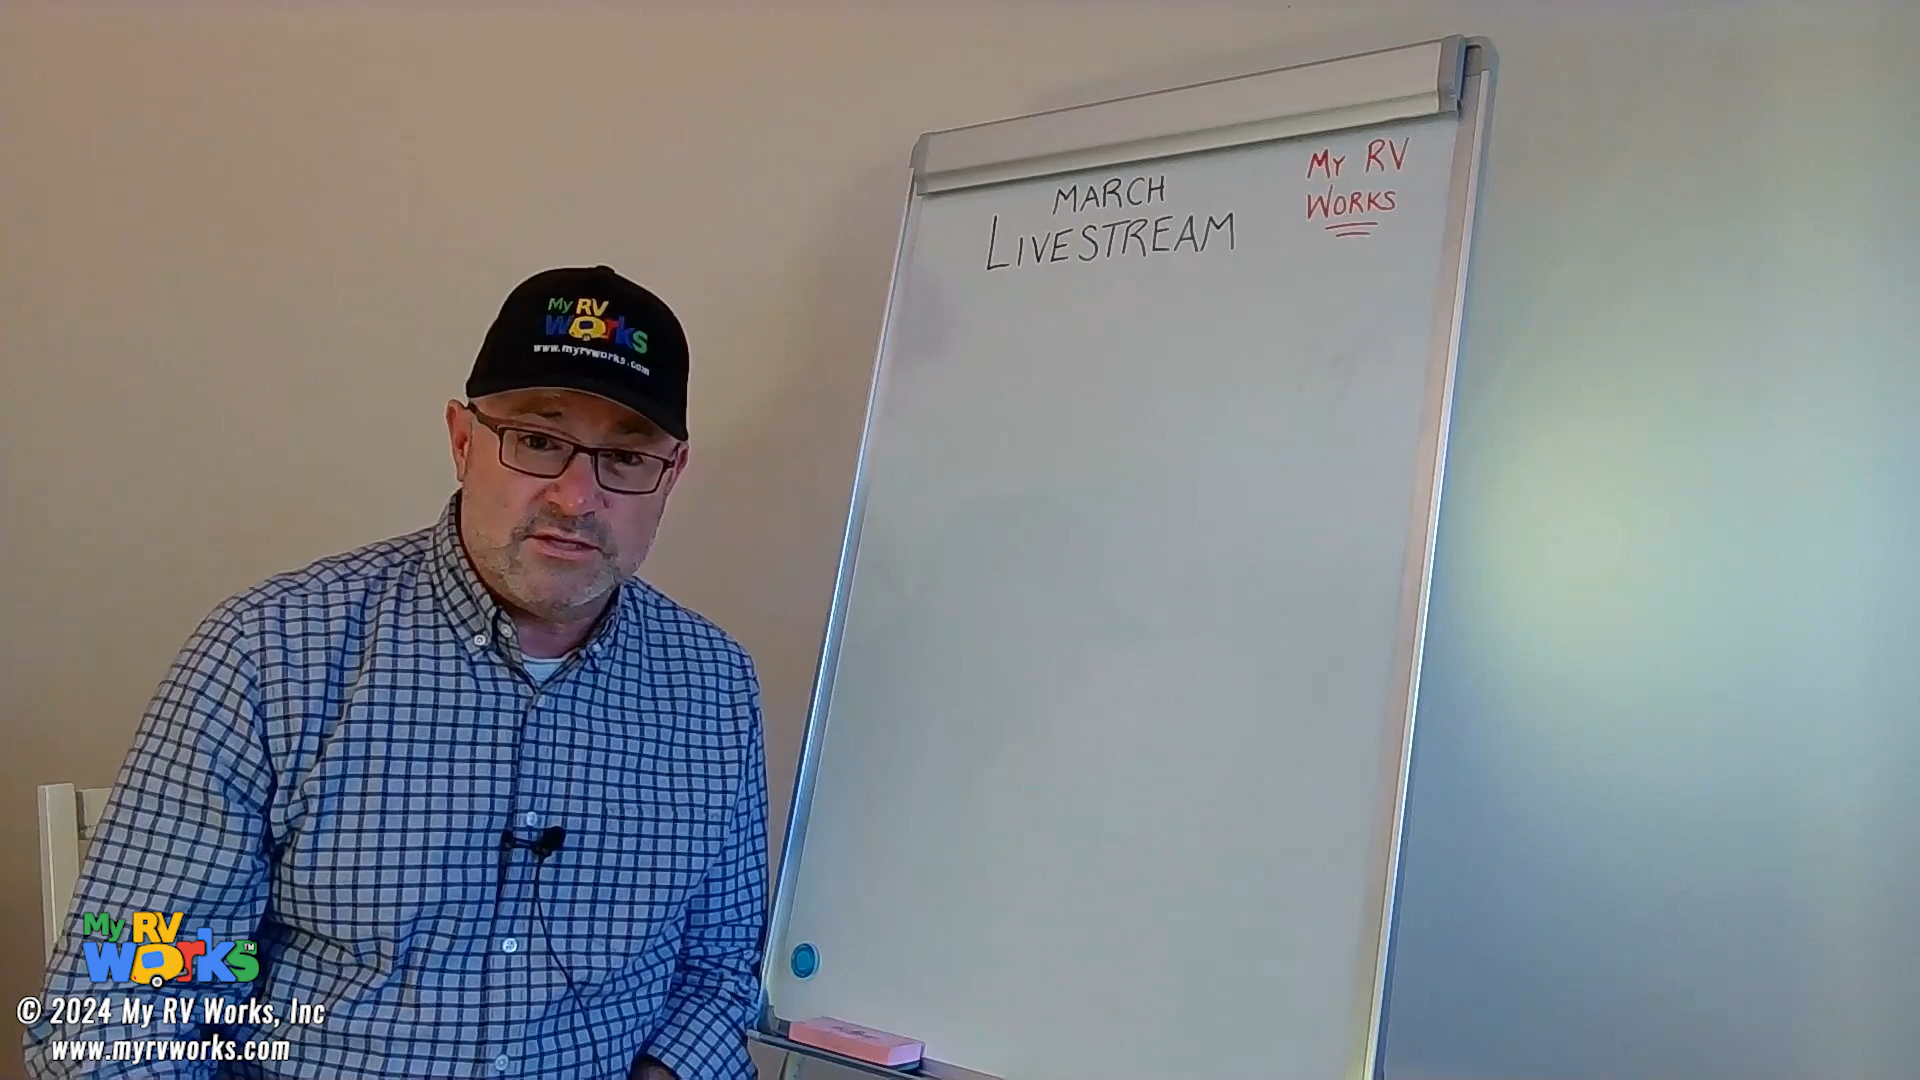 MARCH
LIVESTREAM
My RV
WORKS
My RV
Works
www.myrvworks.com
My RV
Works™
© 2024 My RV Works, Inc
www.myrvworks.com